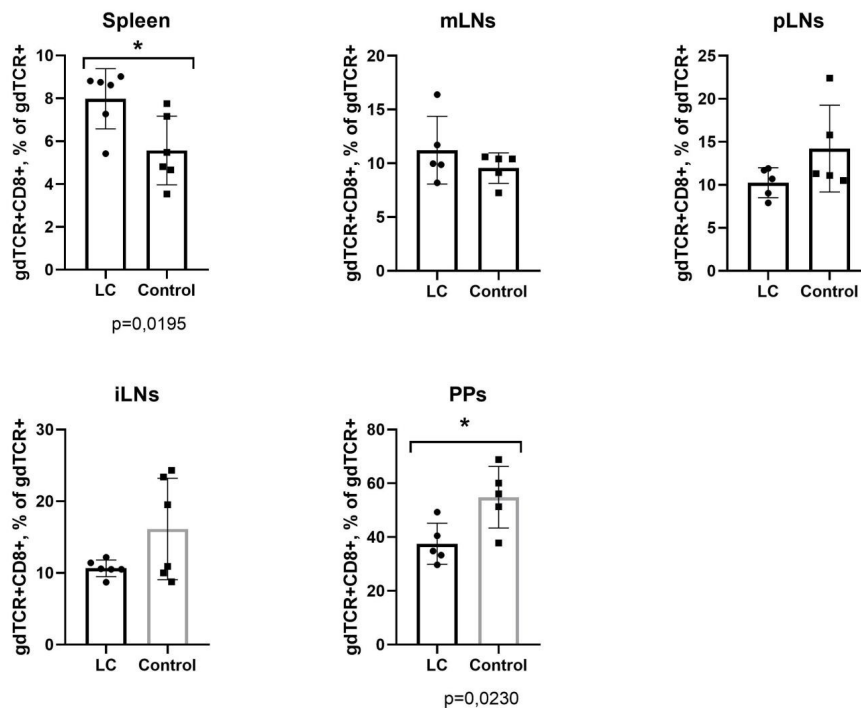 Spleen
*
gdTCR+CD8+, % of gdTCR+
10
8
6
4
2
0
LC Control
p=0,0195
mLNs
gdTCR+CD8+, % of gdTCR+
20
15
10
5
0
LC Control
pLNs
gdTCR+CD8+, % of gdTCR+
25
20
15
10
5
0
LC Control
iLNs
gdTCR+CD8+, % of gdTCR+
30
20
10
0
LC Control
PPs
*
gdTCR+CD8+, % of gdTCR+
80
60
40
20
0
LC Control
p=0,0230